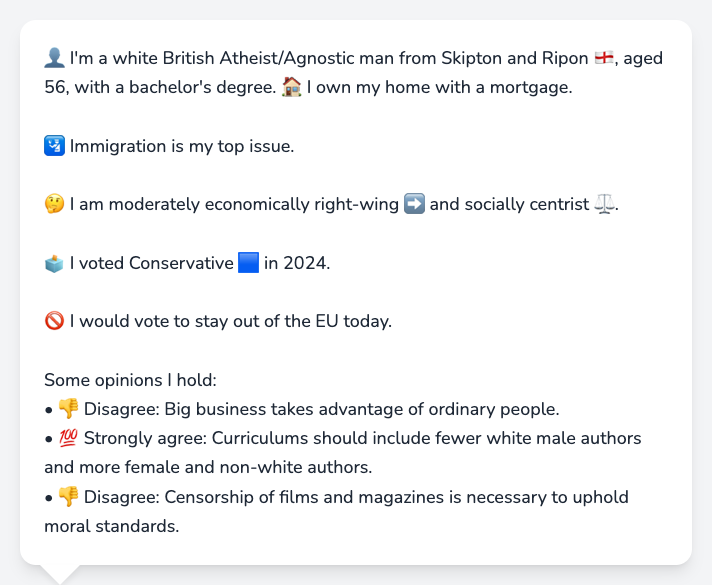 👤 I'm a white British Atheist/Agnostic man from Skipton and Ripon 🏴󠁧󠁢󠁥󠁮󠁧󠁿, aged
56, with a bachelor's degree. 🏠 I own my home with a mortgage.
🛂 Immigration is my top issue.
🤔 I am moderately economically right-wing ➡️ and socially centrist ⚖️.
🗳️ I voted Conservative 🟦 in 2024.
🚫 I would vote to stay out of the EU today.
Some opinions I hold:
• 👎 Disagree: Big business takes advantage of ordinary people.
• 💯 Strongly agree: Curriculums should include fewer white male authors
and more female and non-white authors.
• 👎 Disagree: Censorship of films and magazines is necessary to uphold
moral standards.